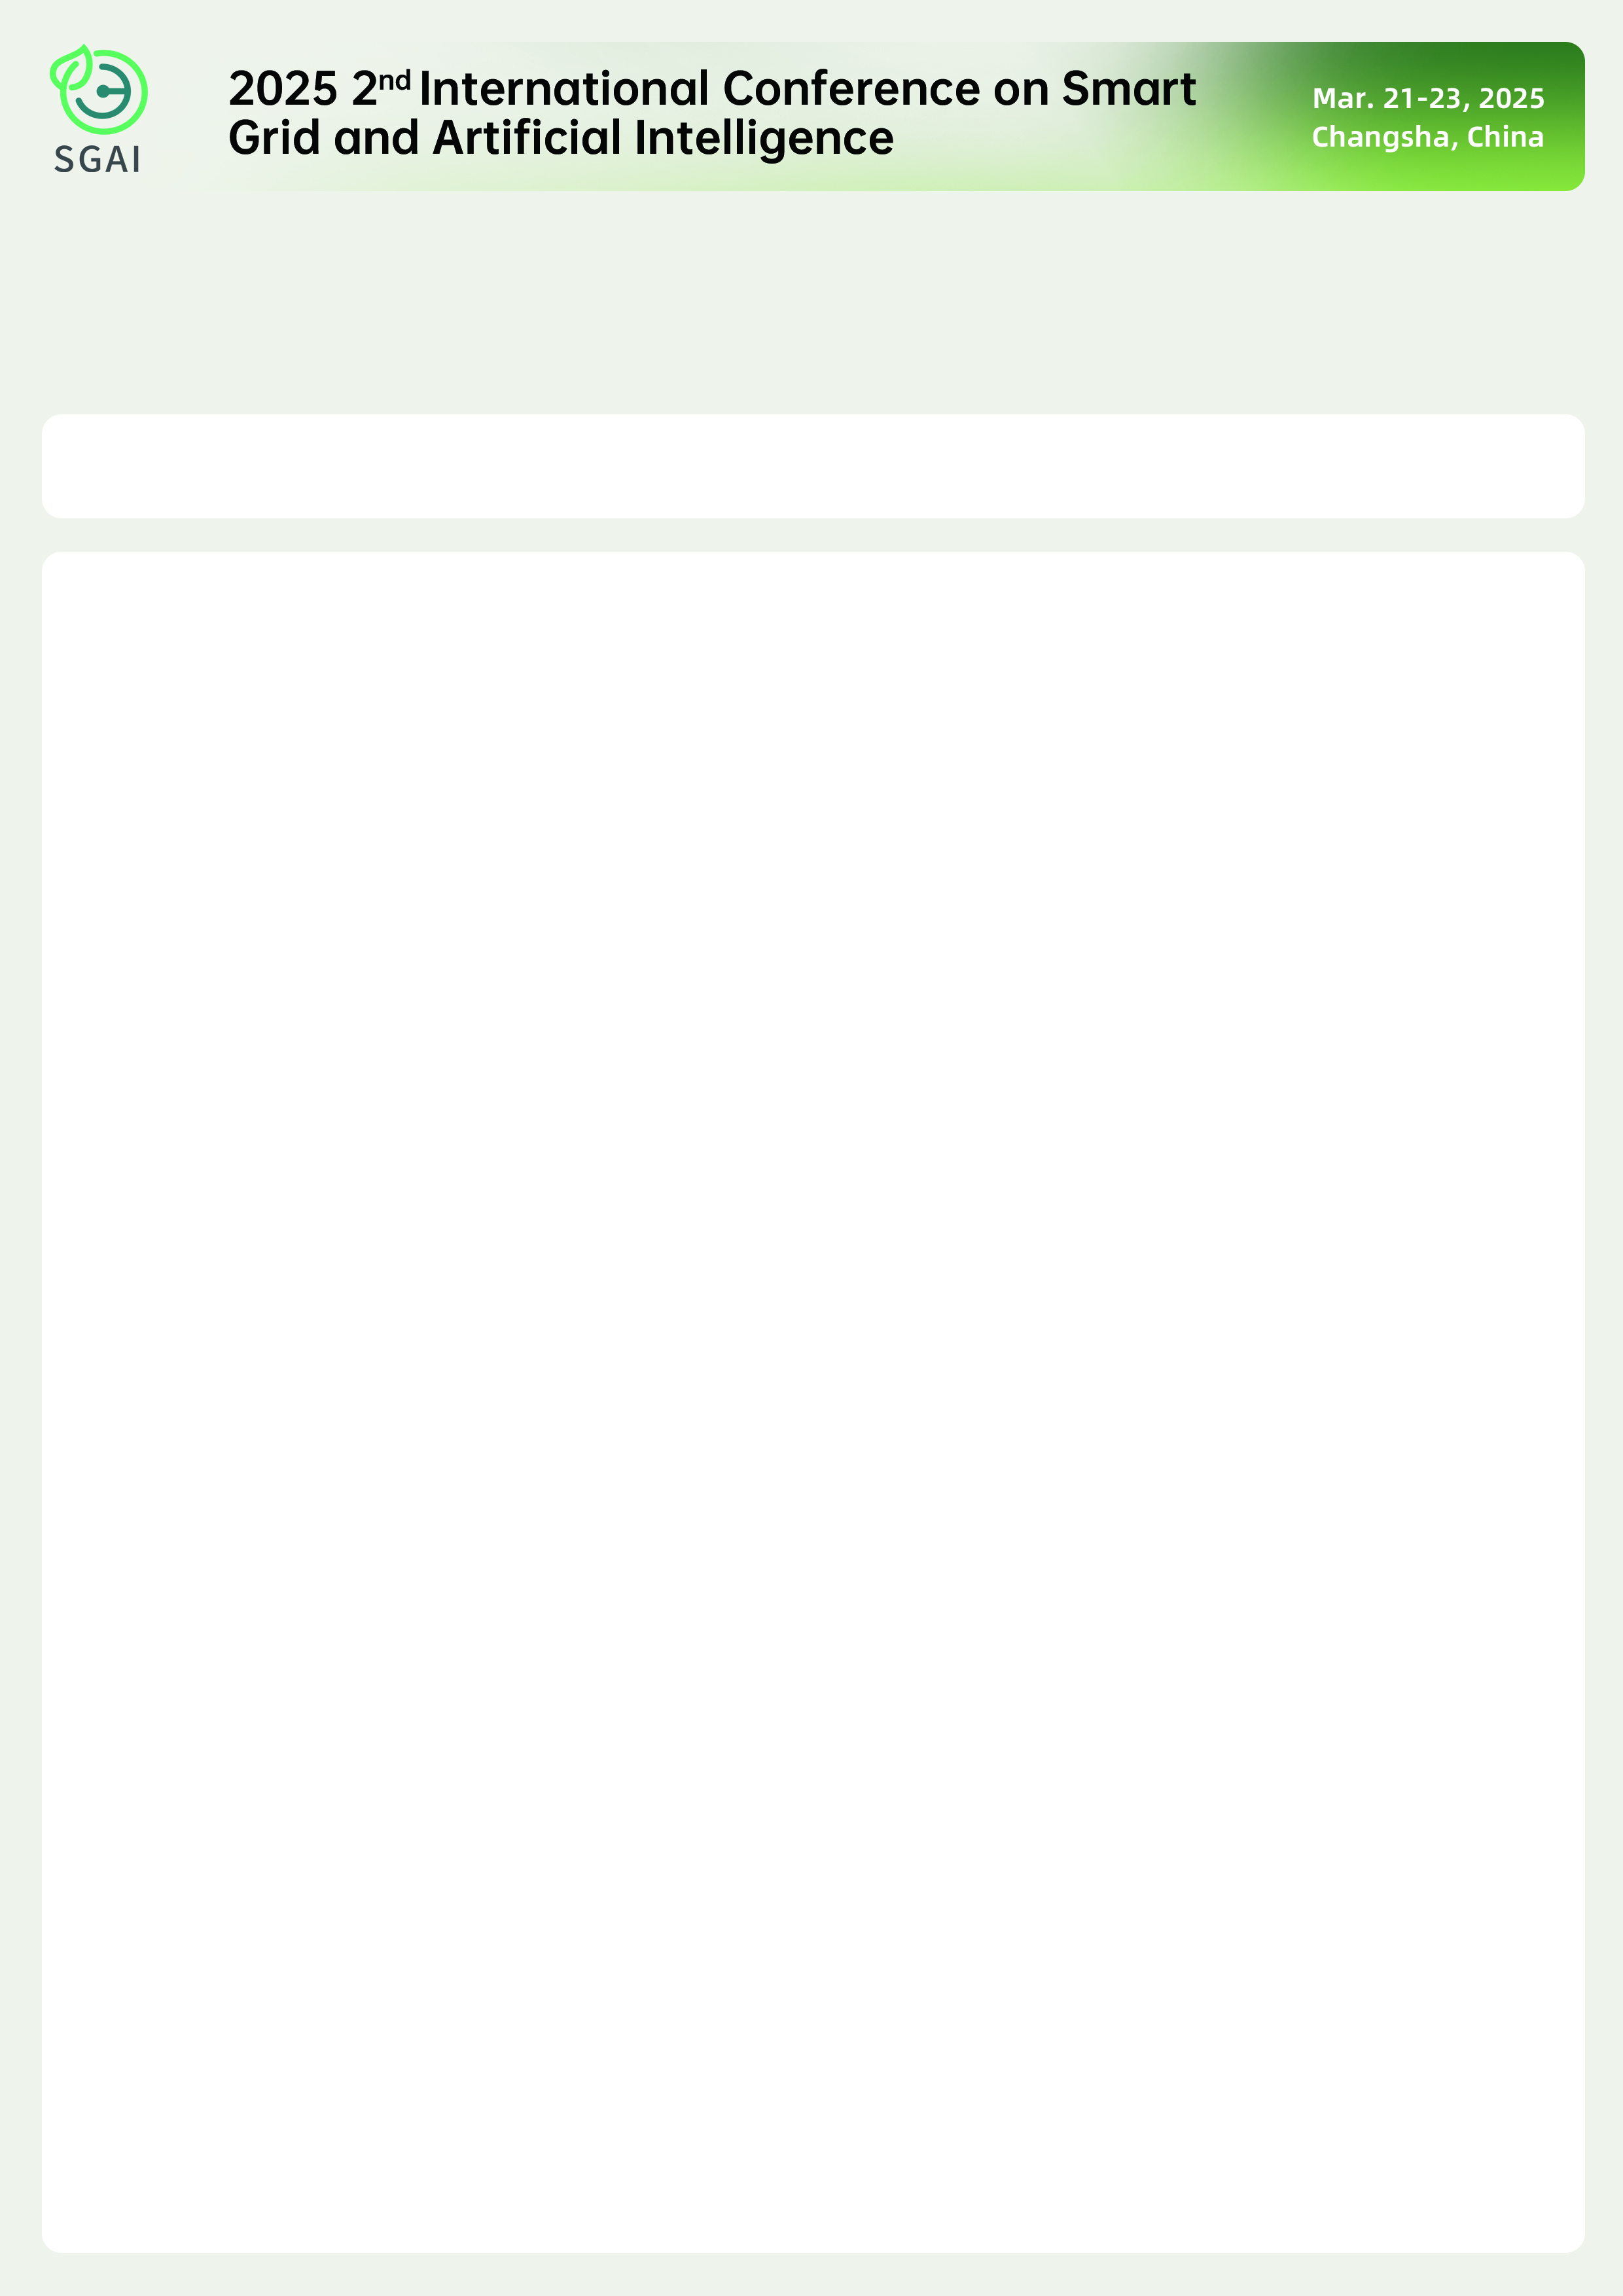 SGAI
2025 2nd International Conference on Smart
Grid and Artificial Intelligence
Mar. 21-23, 2025
Changsha, China